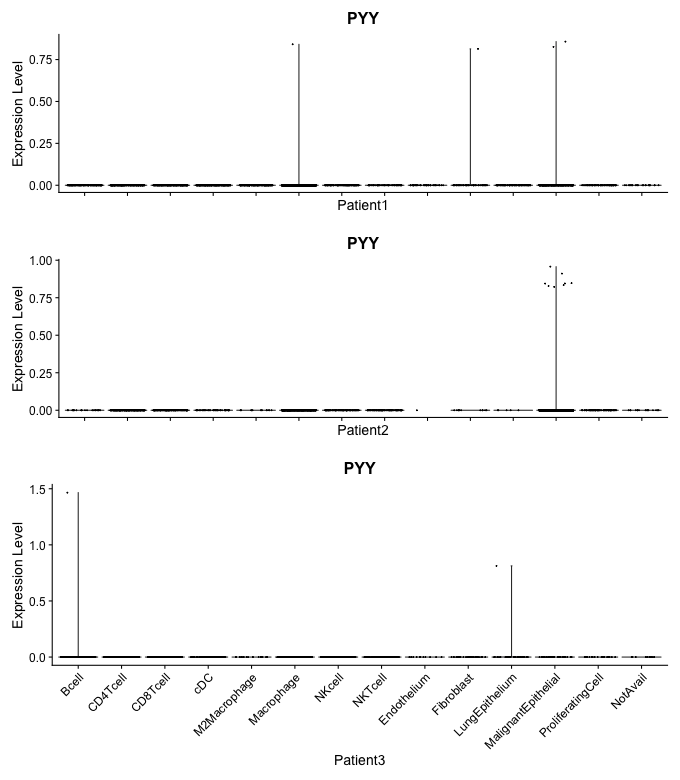 PYY
Expression Level
0.75
0.50
0.25
0.00
Patient1
PYY
Expression Level
1.00
0.75
0.50
0.25
0.00
Patient2
PYY
Expression Level
1.5
1.0
0.5
0.0
Bcell
CD4Tcell
CD8Tcell
cDC
M2Macrophage
Macrophage
NKcell
NKTcell
Endothelium
Fibroblast
LungEpithelium
MalignantEpithelial
ProliferatingCell
NotAvail
Patient3